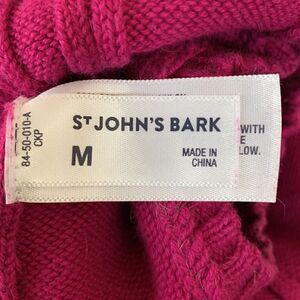 84-50-010-A
CKP
ST JOHN'S BARK
M
MADE IN
CHINA
WITH
E
LOW.